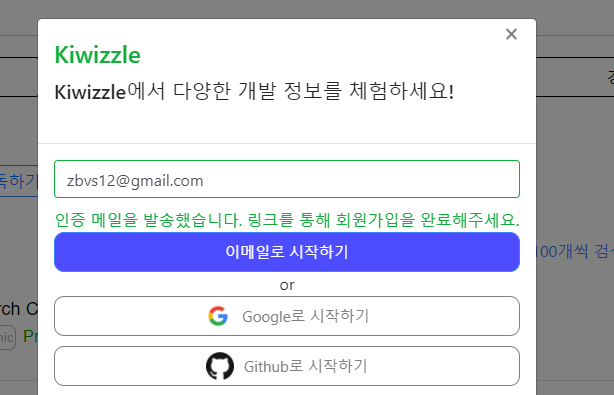 ×
Kiwizzle
Kiwizzle에서 다양한 개발 정보를 체험하세요!
zbvs12@gmail.com
독하기
인증 메일을 발송했습니다. 링크를 통해 회원가입을 완료해주세요.
이메일로 시작하기
100개씩 검
or
rch C
Google로 시작하기
nic
Pr
Github로 시작하기